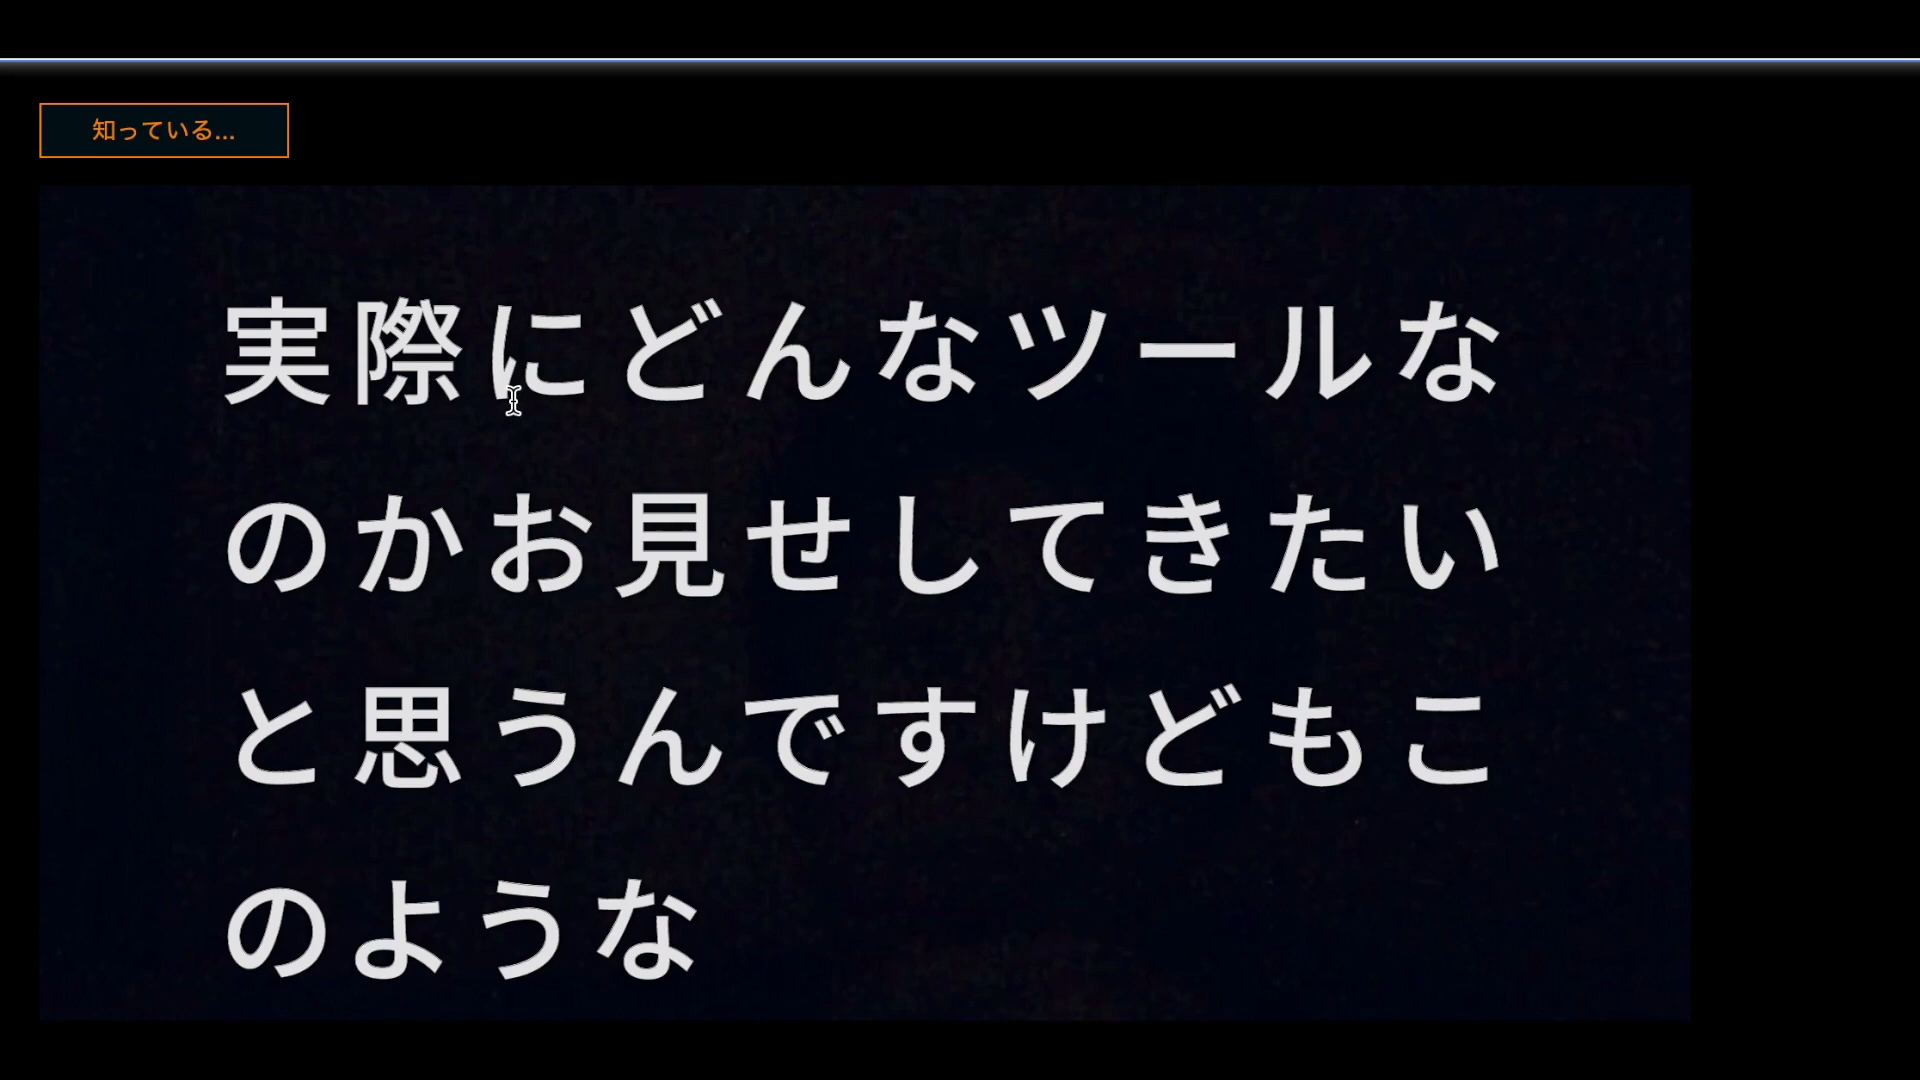 知っている...
実際にどんなツールな
のかお見せしてきたい
と思うんですけどもこ
のような